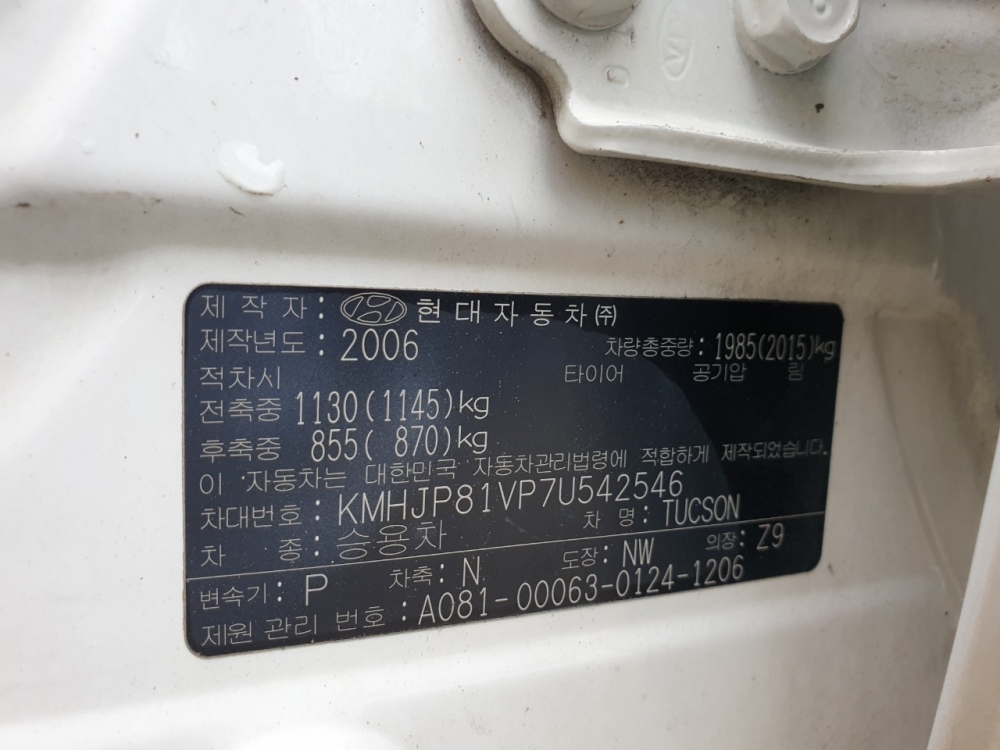 제 작 자 : 현대자동차(주)
제작년도 : 2006 차량총중량 : 1985(2015)kg
적차시 타이어 공기압 림
전축중 1130(1145)kg
후축중 855( 870)kg
이 자동차는 대한민국 자동차관리법령에 적합하게 제작되었습니다.
차대번호 : KMHJP81VP7U542546
차 종 : 승용차 차 명 : TUCSON
변속기 : P 차축 : N 도장 : NW 의장 : Z9
제원 관리 번호 : A081-00063-0124-1206